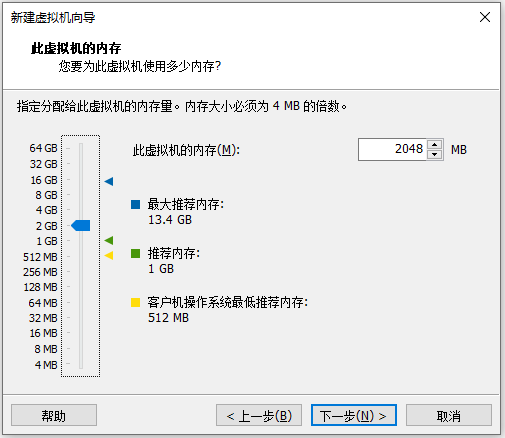 新建虚拟机向导
此虚拟机的内存
您要为此虚拟机使用多少内存?
指定分配给此虚拟机的内存量。内存大小必须为 4 MB 的倍数。
64 GB
32 GB
16 GB
8 GB
4 GB
2 GB
1 GB
512 MB
256 MB
128 MB
64 MB
32 MB
16 MB
8 MB
4 MB
此虚拟机的内存(M):
2048 MB
最大推荐内存:
13.4 GB
推荐内存:
1 GB
客户机操作系统最低推荐内存:
512 MB
帮助
< 上一步(B)
下一步(N) >
取消